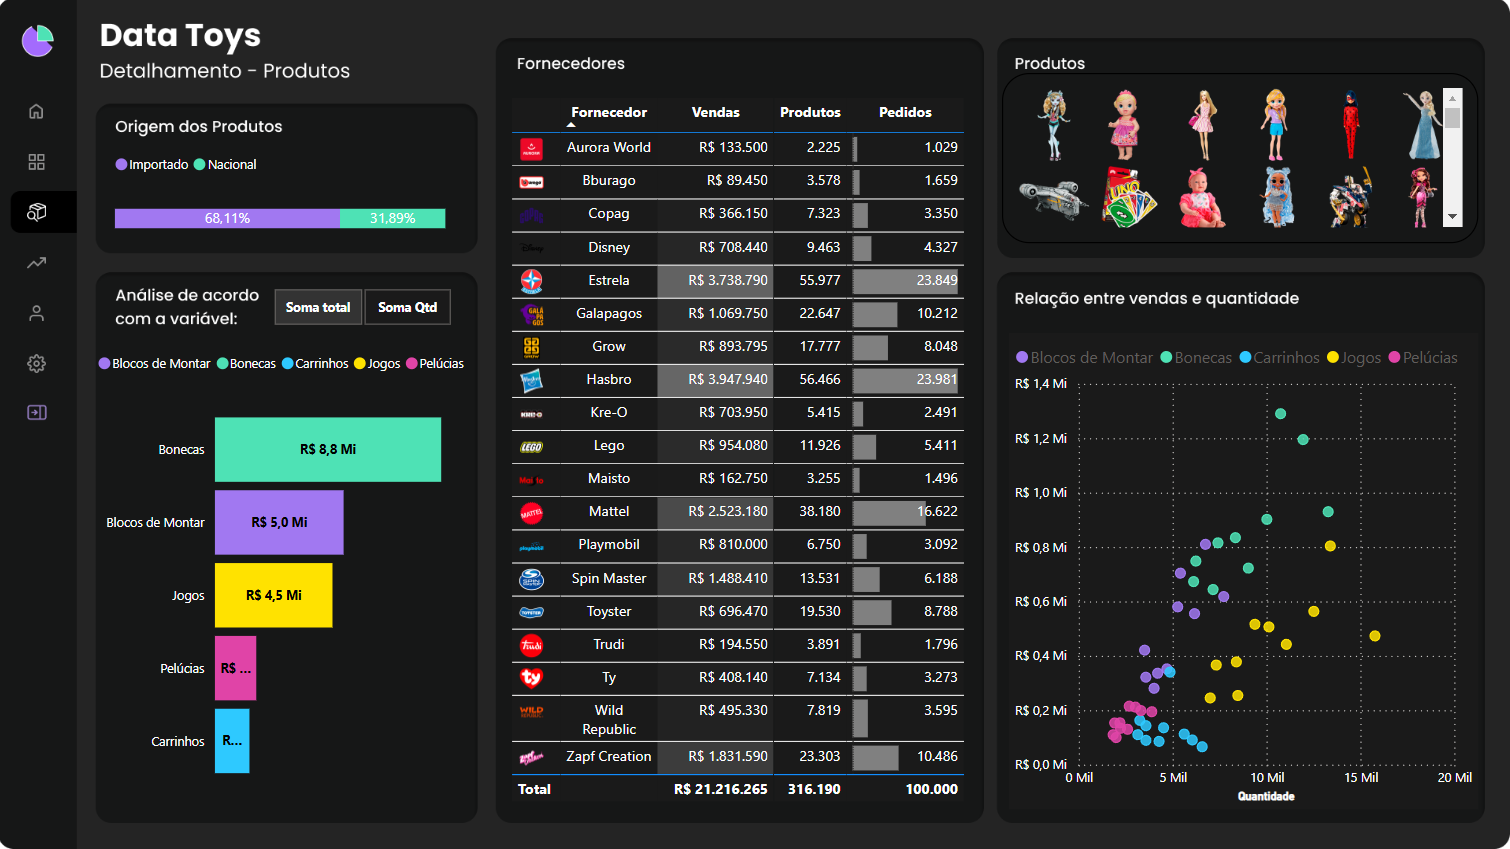 Data Toys
Detalhamento - Produtos
Origem dos Produtos
Importado Nacional
68,11% 31,89%
Análise de acordo
com a variável:
Soma total Soma Qtd
Blocos de Montar Bonecas Carrinhos Jogos Pelúcias
Bonecas R$ 8,8 Mi
Blocos de Montar R$ 5,0 Mi
Jogos R$ 4,5 Mi
Pelúcias R$ ...
Carrinhos R...
Fornecedores
Fornecedor Vendas Produtos Pedidos
Aurora World R$ 133.500 2.225 1.029
Bburago R$ 89.450 3.578 1.659
Copag R$ 366.150 7.323 3.350
Disney R$ 708.440 9.463 4.327
Estrela R$ 3.738.790 55.977 23.849
Galapagos R$ 1.069.750 22.647 10.212
Grow R$ 893.795 17.777 8.048
Hasbro R$ 3.947.940 56.466 23.981
KRE-O Kre-O R$ 703.950 5.415 2.491
LEGO Lego R$ 954.080 11.926 5.411
Maisto Maisto R$ 162.750 3.255 1.496
MATTEL Mattel R$ 2.523.180 38.180 16.622
playmobil Playmobil R$ 810.000 6.750 3.092
SPIN Spin Master R$ 1.488.410 13.531 6.188
TOYSTER Toyster R$ 696.470 19.530 8.788
Trudi Trudi R$ 194.550 3.891 1.796
ty Ty R$ 408.140 7.134 3.273
WILD Wild R$ 495.330 7.819 3.595
Republic
Zapf Creation R$ 1.831.590 23.303 10.486
Total R$ 21.216.265 316.190 100.000
Produtos
UNO
Relação entre vendas e quantidade
Blocos de Montar Bonecas Carrinhos Jogos Pelúcias
R$ 1,4 Mi
R$ 1,2 Mi
R$ 1,0 Mi
R$ 0,8 Mi
R$ 0,6 Mi
R$ 0,4 Mi
R$ 0,2 Mi
R$ 0,0 Mi
0 Mil 5 Mil 10 Mil 15 Mil 20 Mil
Quantidade